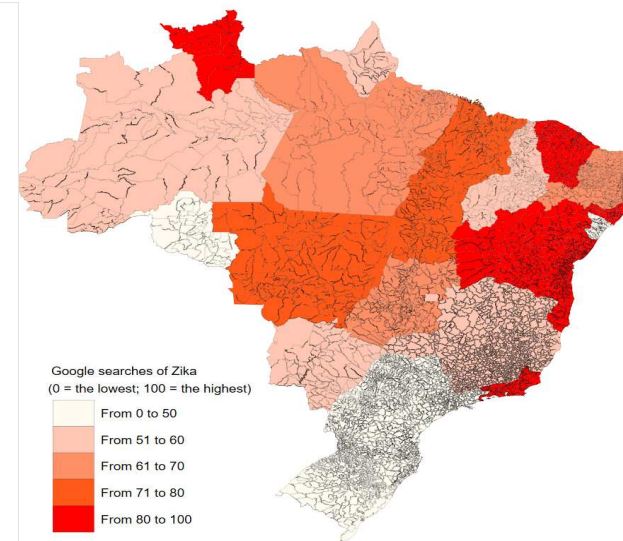 Google searches of Zika
(0 = the lowest; 100 = the highest)
From 0 to 50
From 51 to 60
From 61 to 70
From 71 to 80
From 80 to 100